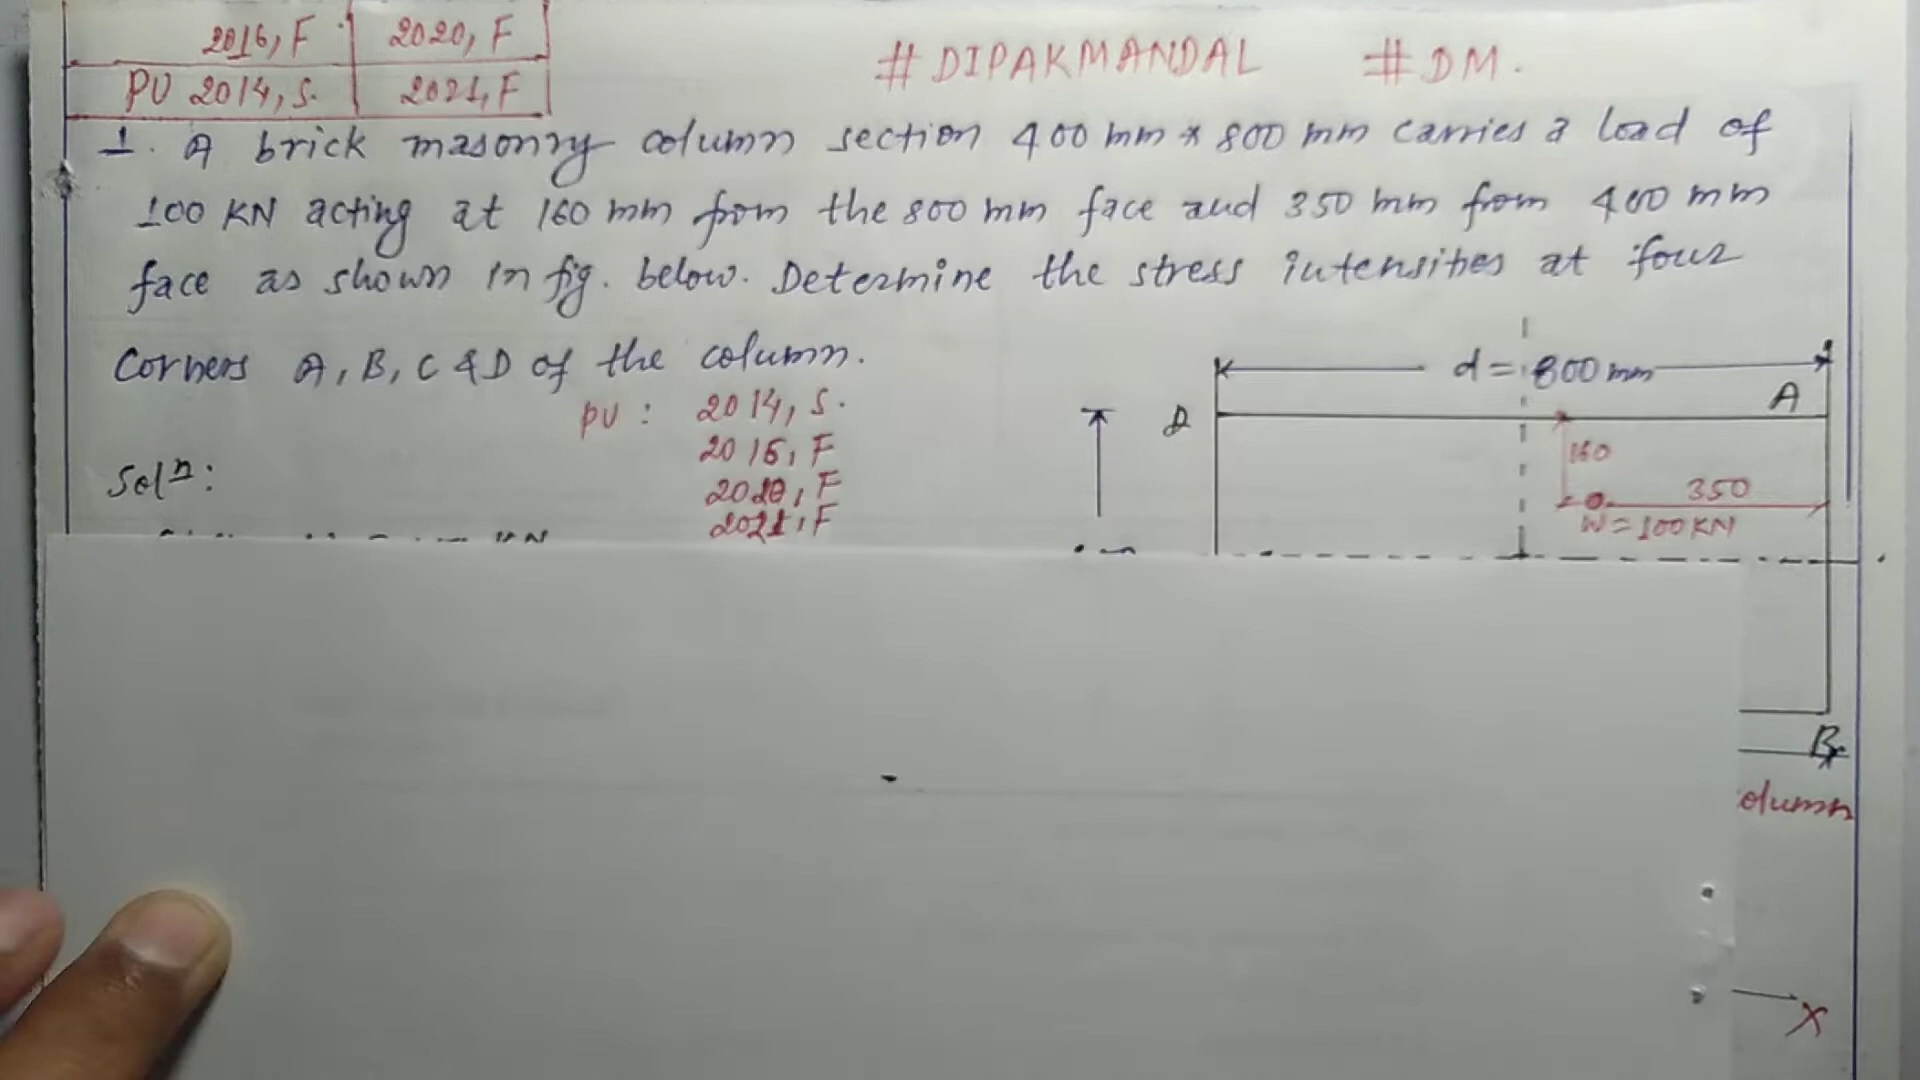 2016, F 2020, F
PU 2014, S. 2021, F
#DIPAKMANDAL #DM.
1. A brick masonry column section 400 mm * 800 mm carries a load of
100 KN acting at 160 mm from the 800 mm face and 350 mm from 400 mm
face as shown in fig. below. Determine the stress intensities at four
Corners A, B, C & D of the column.
PU : 2014, S.
2016, F
2020, F
2021, F
Solⁿ:
d = 800 mm
D
A
160
350
W = 100 KN
B
olumn
X